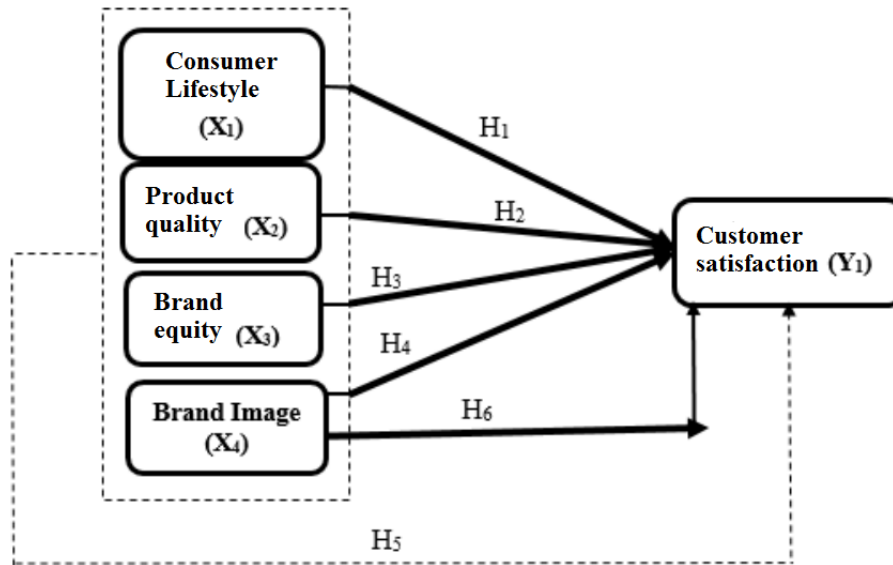 Consumer
Lifestyle
(X₁)
H₁
Product
quality (X₂)
H₂
Customer
satisfaction (Y₁)
H₃
Brand
equity (X₃)
H₄
Brand Image
(X₄)
H₆
H₅